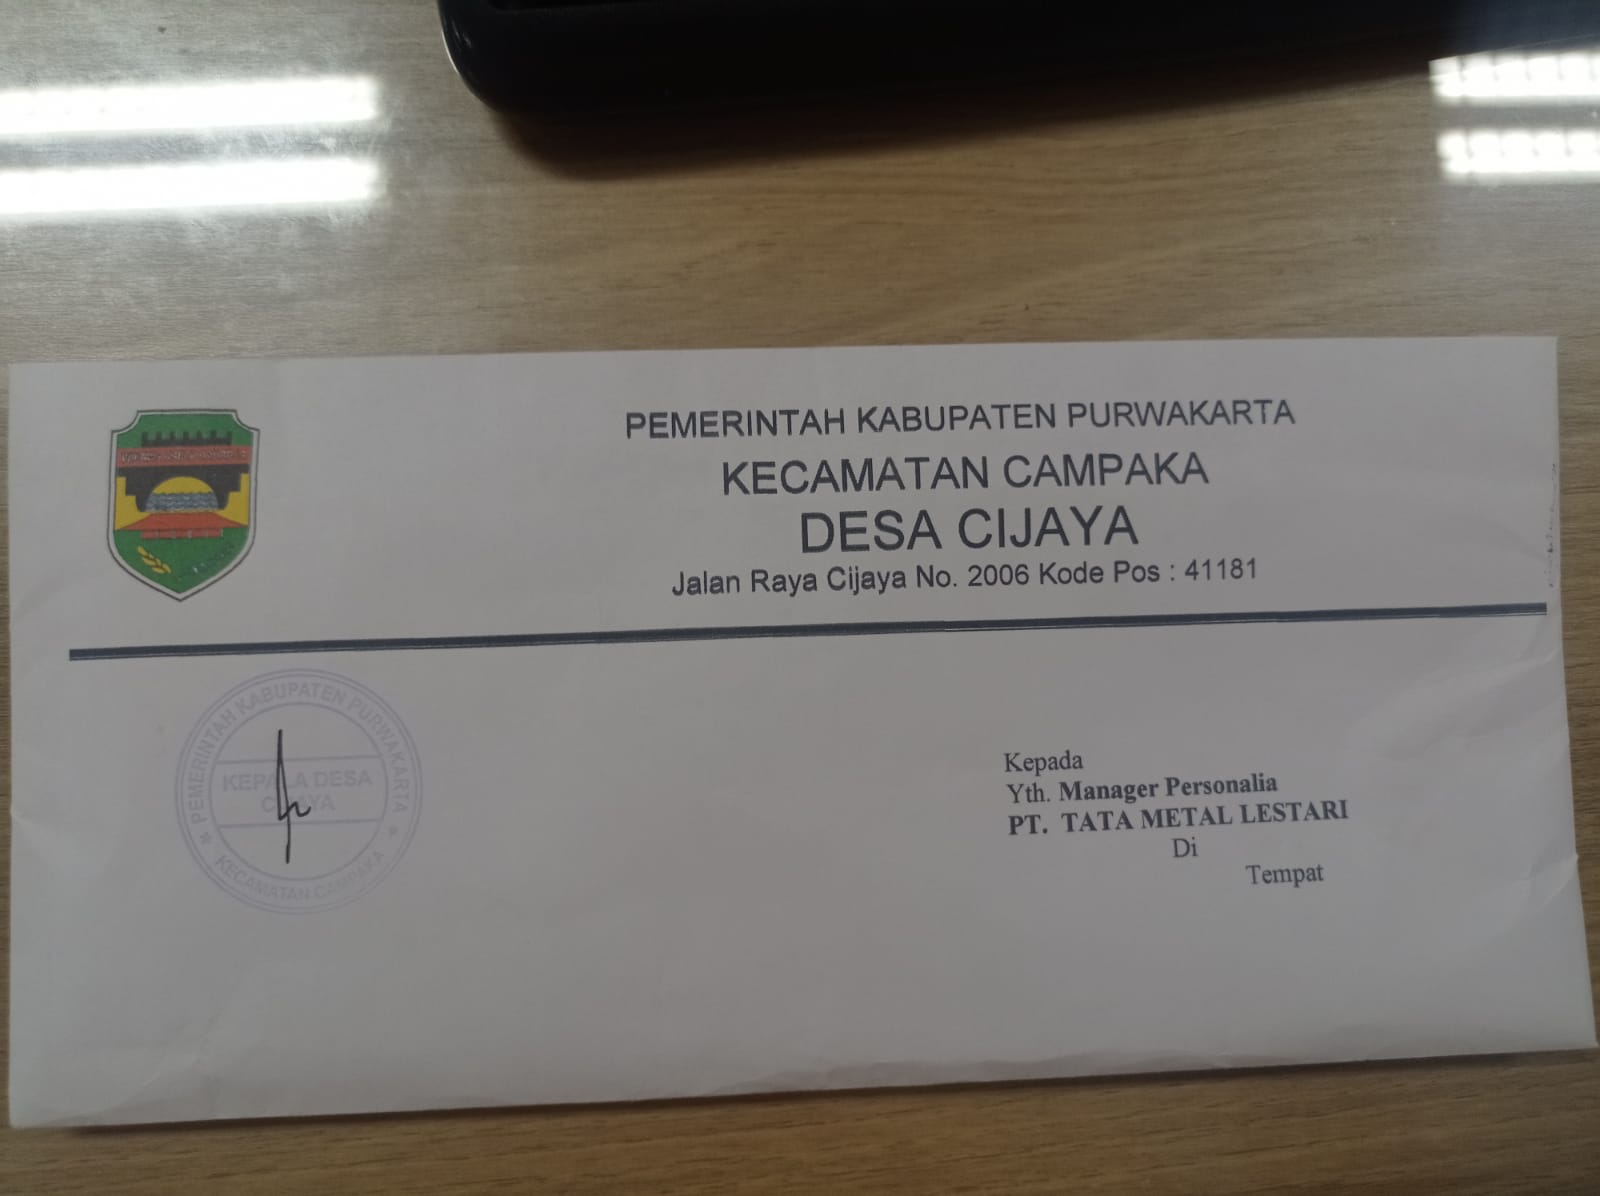 PEMERINTAH KABUPATEN PURWAKARTA
KECAMATAN CAMPAKA
DESA CIJAYA
Jalan Raya Cijaya No. 2006 Kode Pos : 41181
PEMERINTAH KABUPATEN PURWAKARTA
KEPALA DESA
CIJAYA
KECAMATAN CAMPAKA
Kepada
Yth. Manager Personalia
PT. TATA METAL LESTARI
Di
Tempat